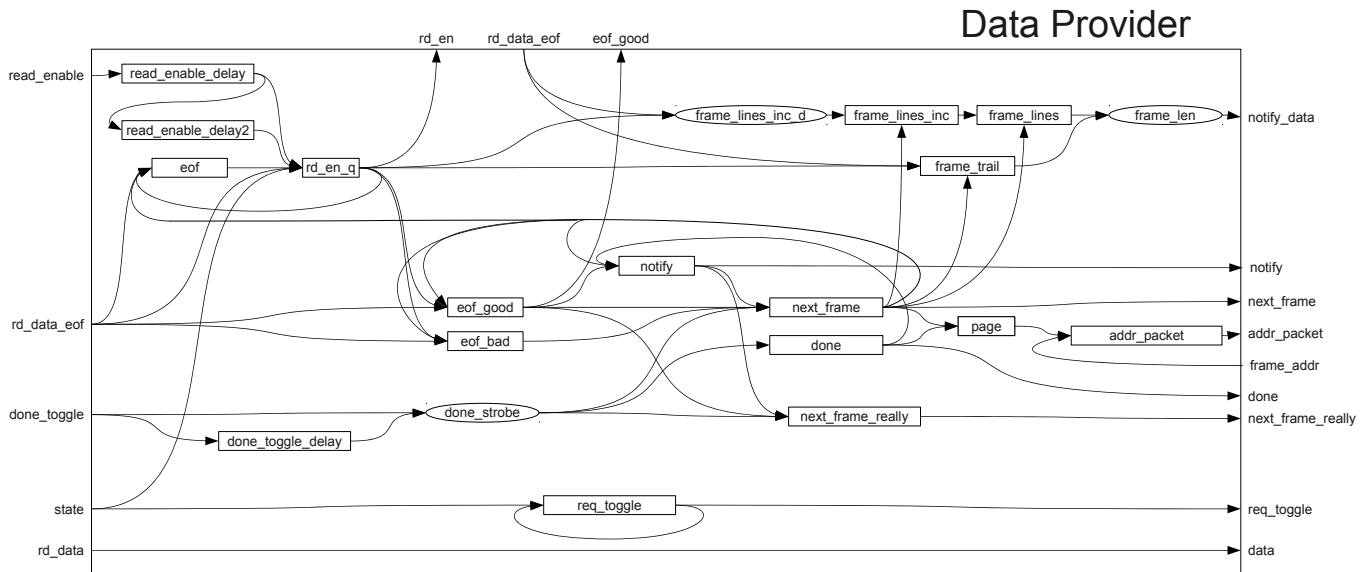 Data Provider
rd_en
rd_data_eof
eof_good
read_enable
read_enable_delay
read_enable_delay2
frame_lines_inc_d
frame_lines_inc
frame_lines
frame_len
notify_data
eof
rd_en_q
frame_trail
notify
notify
rd_data_eof
eof_good
next_frame
next_frame
eof_bad
done
page
addr_packet
addr_packet
frame_addr
done
done_toggle
done_strobe
next_frame_really
next_frame_really
done_toggle_delay
state
req_toggle
req_toggle
rd_data
data